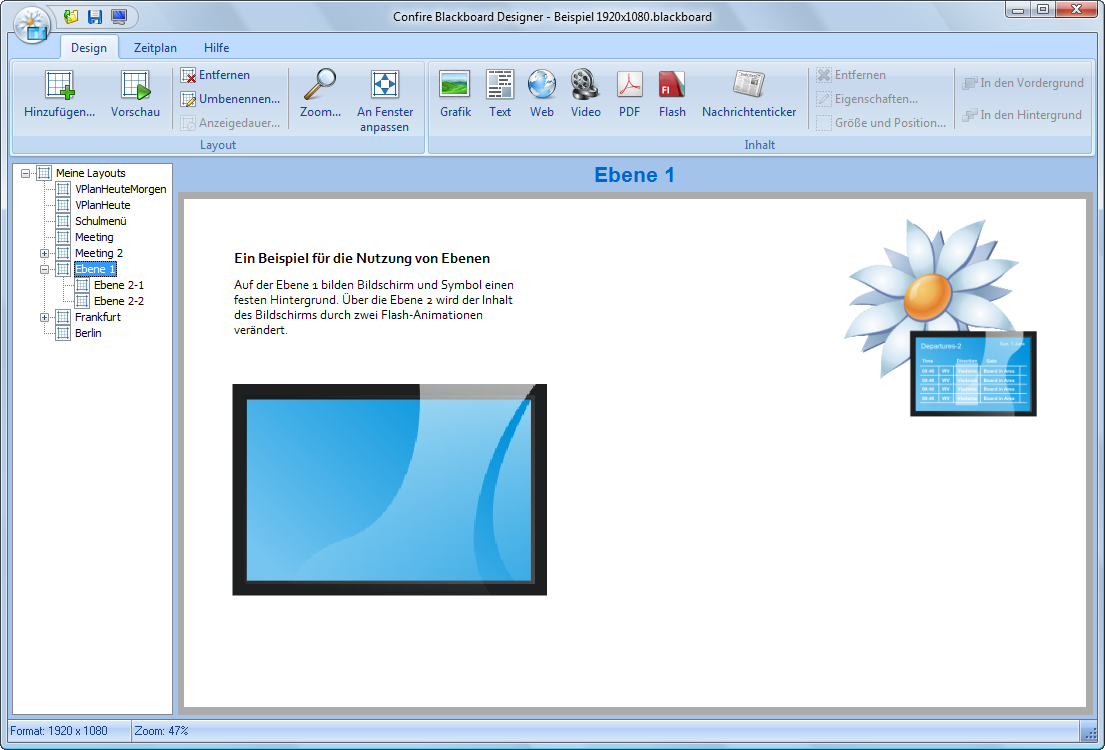 Confire Blackboard Designer - Beispiel 1920x1080.blackboard
Design Zeitplan Hilfe
Hinzufügen...
Vorschau
Entfernen
Umbenennen...
Anzeigedauer...
Zoom...
An Fenster
anpassen
Layout
Grafik
Text
Web
Video
PDF
Flash
Nachrichtenticker
Entfernen
Eigenschaften...
Größe und Position...
In den Vordergrund
In den Hintergrund
Inhalt
Meine Layouts
VPlanHeuteMorgen
VPlanHeute
Schulmenü
Meeting
Meeting 2
Ebene 1
Ebene 2-1
Ebene 2-2
Frankfurt
Berlin
Ebene 1
Ein Beispiel für die Nutzung von Ebenen
Auf der Ebene 1 bilden Bildschirm und Symbol einen
festen Hintergrund. Über die Ebene 2 wird der Inhalt
des Bildschirms durch zwei Flash-Animationen
verändert.
Departures-2
Time Direction Gate
Format: 1920 x 1080
Zoom: 47%